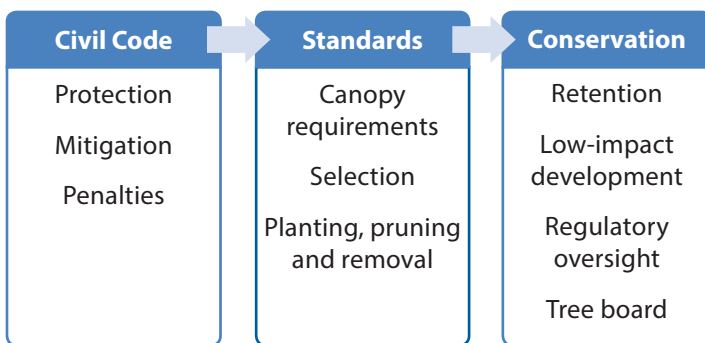 Civil Code
Protection
Mitigation
Penalties
Standards
Canopy
requirements
Selection
Planting, pruning
and removal
Conservation
Retention
Low-impact
development
Regulatory
oversight
Tree board